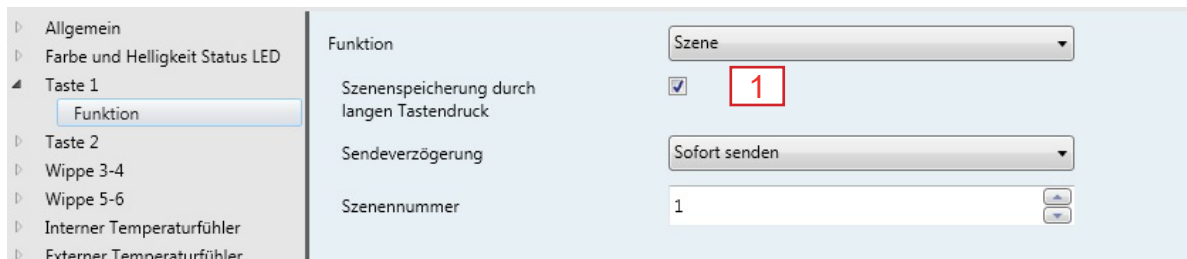 Allgemein
Farbe und Helligkeit Status LED
Taste 1
Funktion
Taste 2
Wippe 3-4
Wippe 5-6
Interner Temperaturfühler
Externer Temperaturfühler
Funktion
Szene
Szenenspeicherung durch
langen Tastendruck
1
Sendeverzögerung
Sofort senden
Szenennummer
1